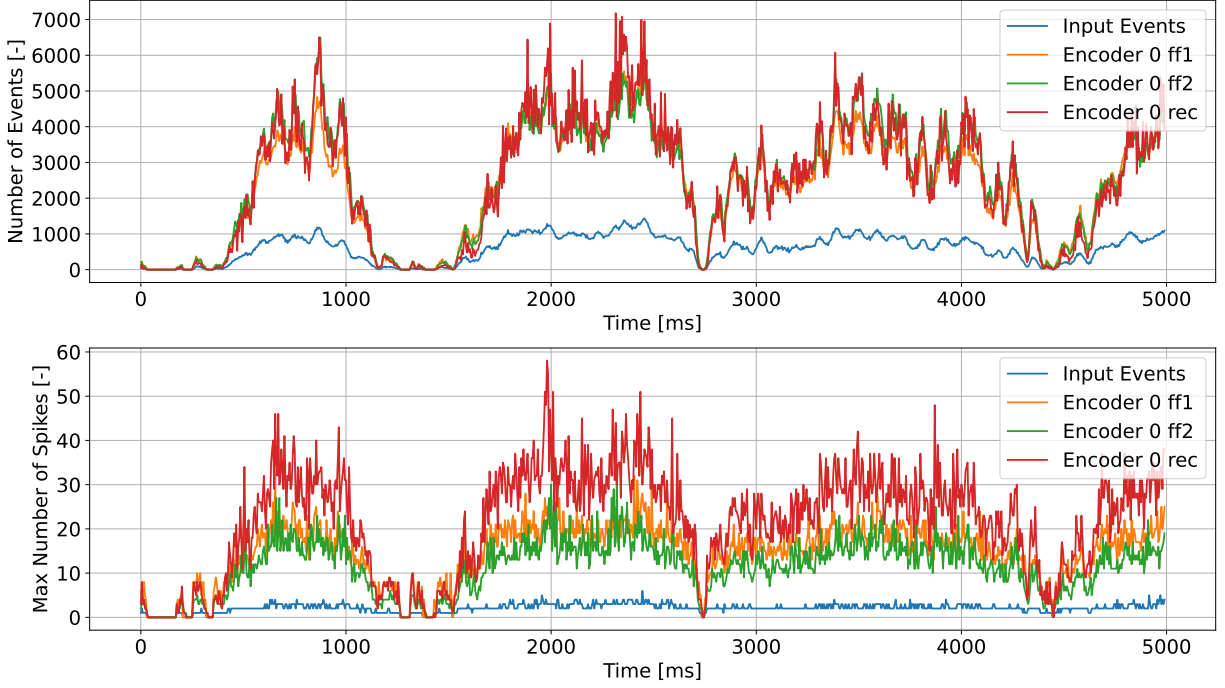 Number of Events [-]
7000
6000
5000
4000
3000
2000
1000
0
Input Events
Encoder 0 ff1
Encoder 0 ff2
Encoder 0 rec
0 1000 2000 3000 4000 5000
Time [ms]
Max Number of Spikes [-]
60
50
40
30
20
10
0
Input Events
Encoder 0 ff1
Encoder 0 ff2
Encoder 0 rec
0 1000 2000 3000 4000 5000
Time [ms]